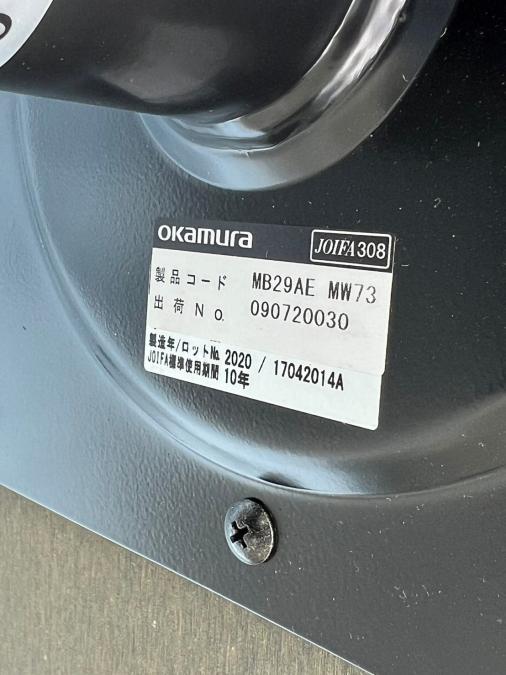 okamura
JOIFA308
製品コード MB29AE MW73
出荷No. 090720030
製造年/ロット№ 2020 / 17042014A
JOIFA標準使用期間 10年